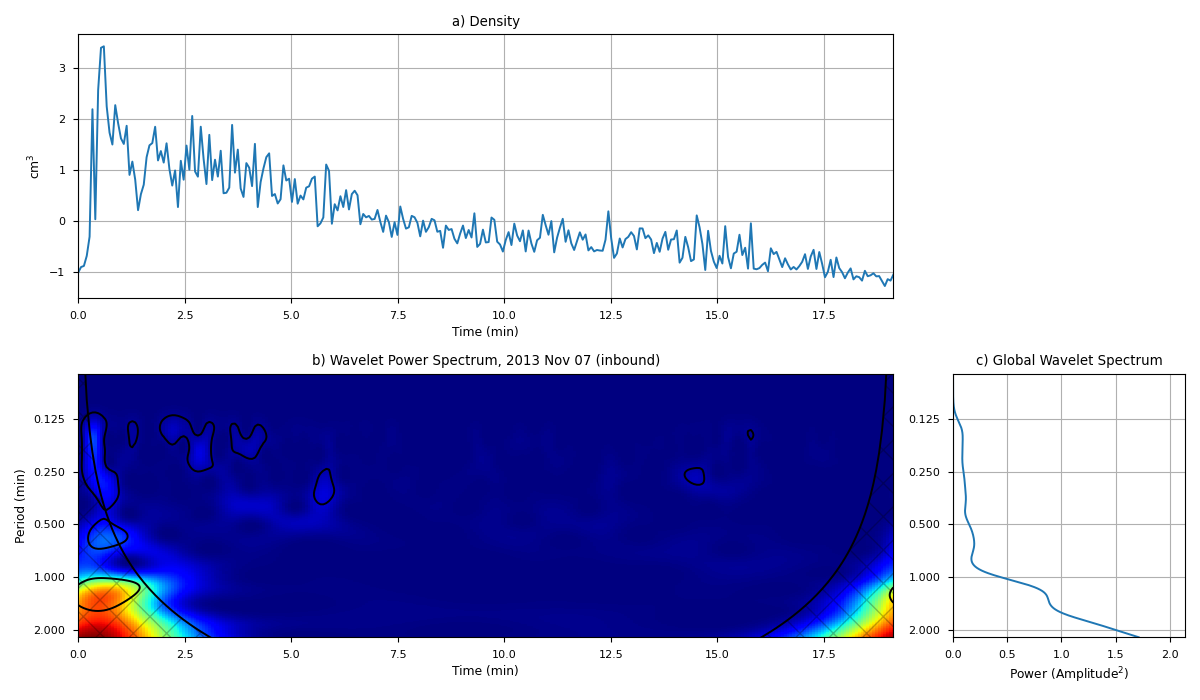 a) Density
cm³
3
2
1
0
−1
0.0 2.5 5.0 7.5 10.0 12.5 15.0 17.5
Time (min)
b) Wavelet Power Spectrum, 2013 Nov 07 (inbound)
Period (min)
0.125
0.250
0.500
1.000
2.000
0.0 2.5 5.0 7.5 10.0 12.5 15.0 17.5
Time (min)
c) Global Wavelet Spectrum
0.125
0.250
0.500
1.000
2.000
0.0 0.5 1.0 1.5 2.0
Power (Amplitude²)